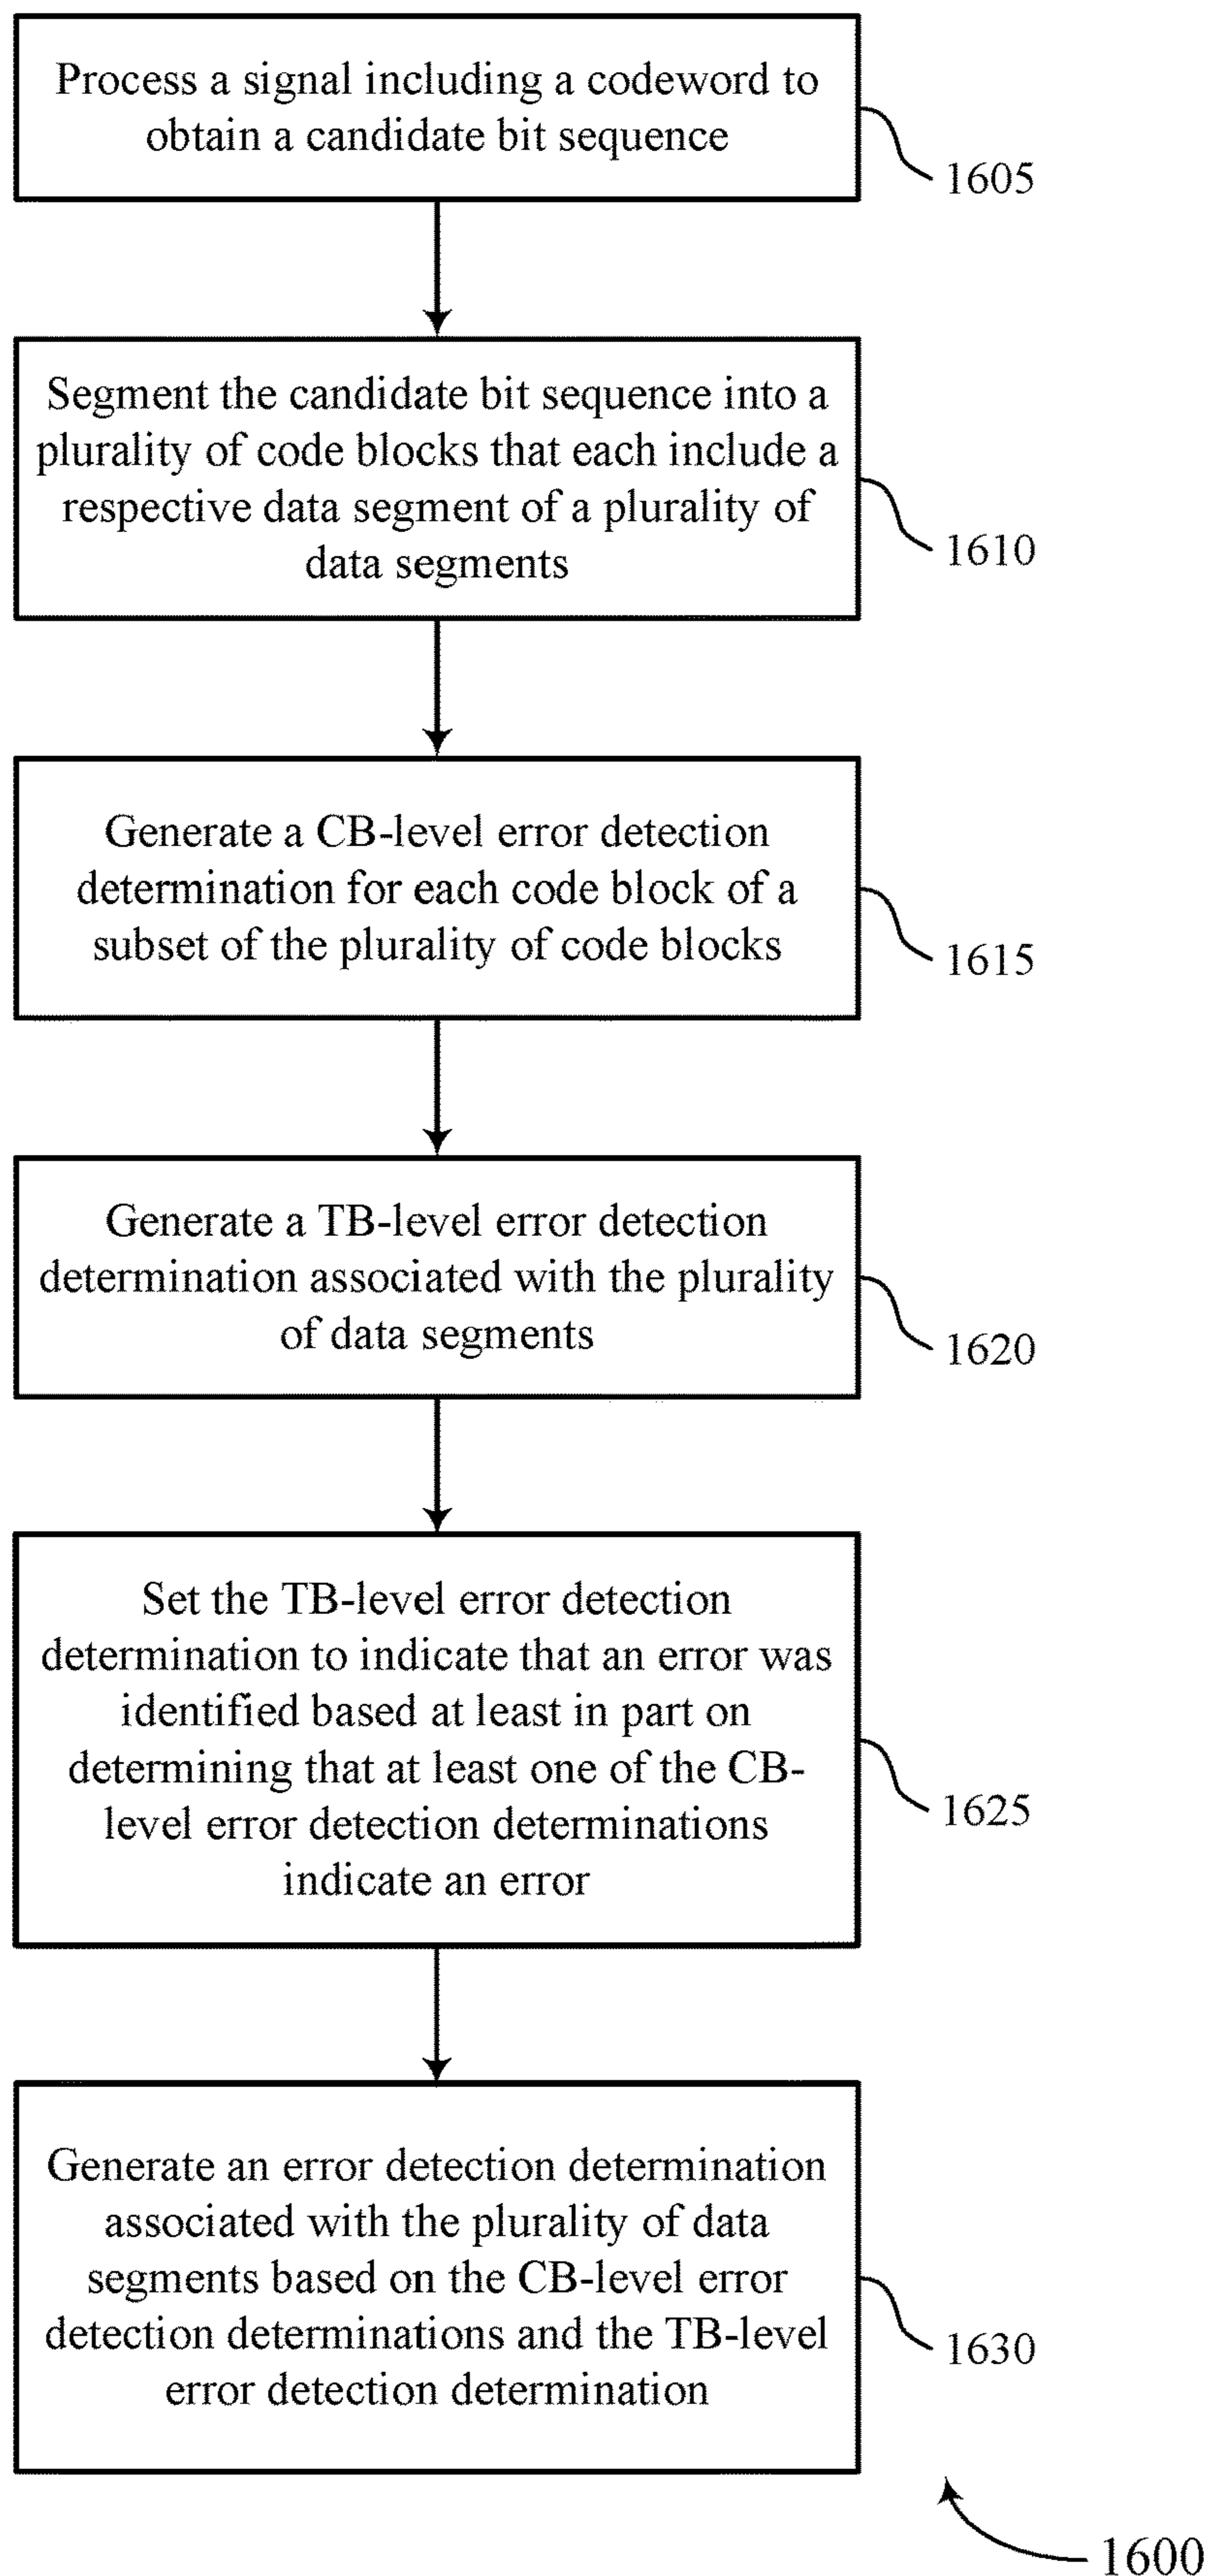 Process a signal including a codeword to
obtain a candidate bit sequence
1605
Segment the candidate bit sequence into a
plurality of code blocks that each include a
respective data segment of a plurality of
data segments
1610
Generate a CB-level error detection
determination for each code block of a
subset of the plurality of code blocks
1615
Generate a TB-level error detection
determination associated with the plurality
of data segments
1620
Set the TB-level error detection
determination to indicate that an error was
identified based at least in part on
determining that at least one of the CB-
level error detection determinations
indicate an error
1625
Generate an error detection determination
associated with the plurality of data
segments based on the CB-level error
detection determinations and the TB-level
error detection determination
1630
1600